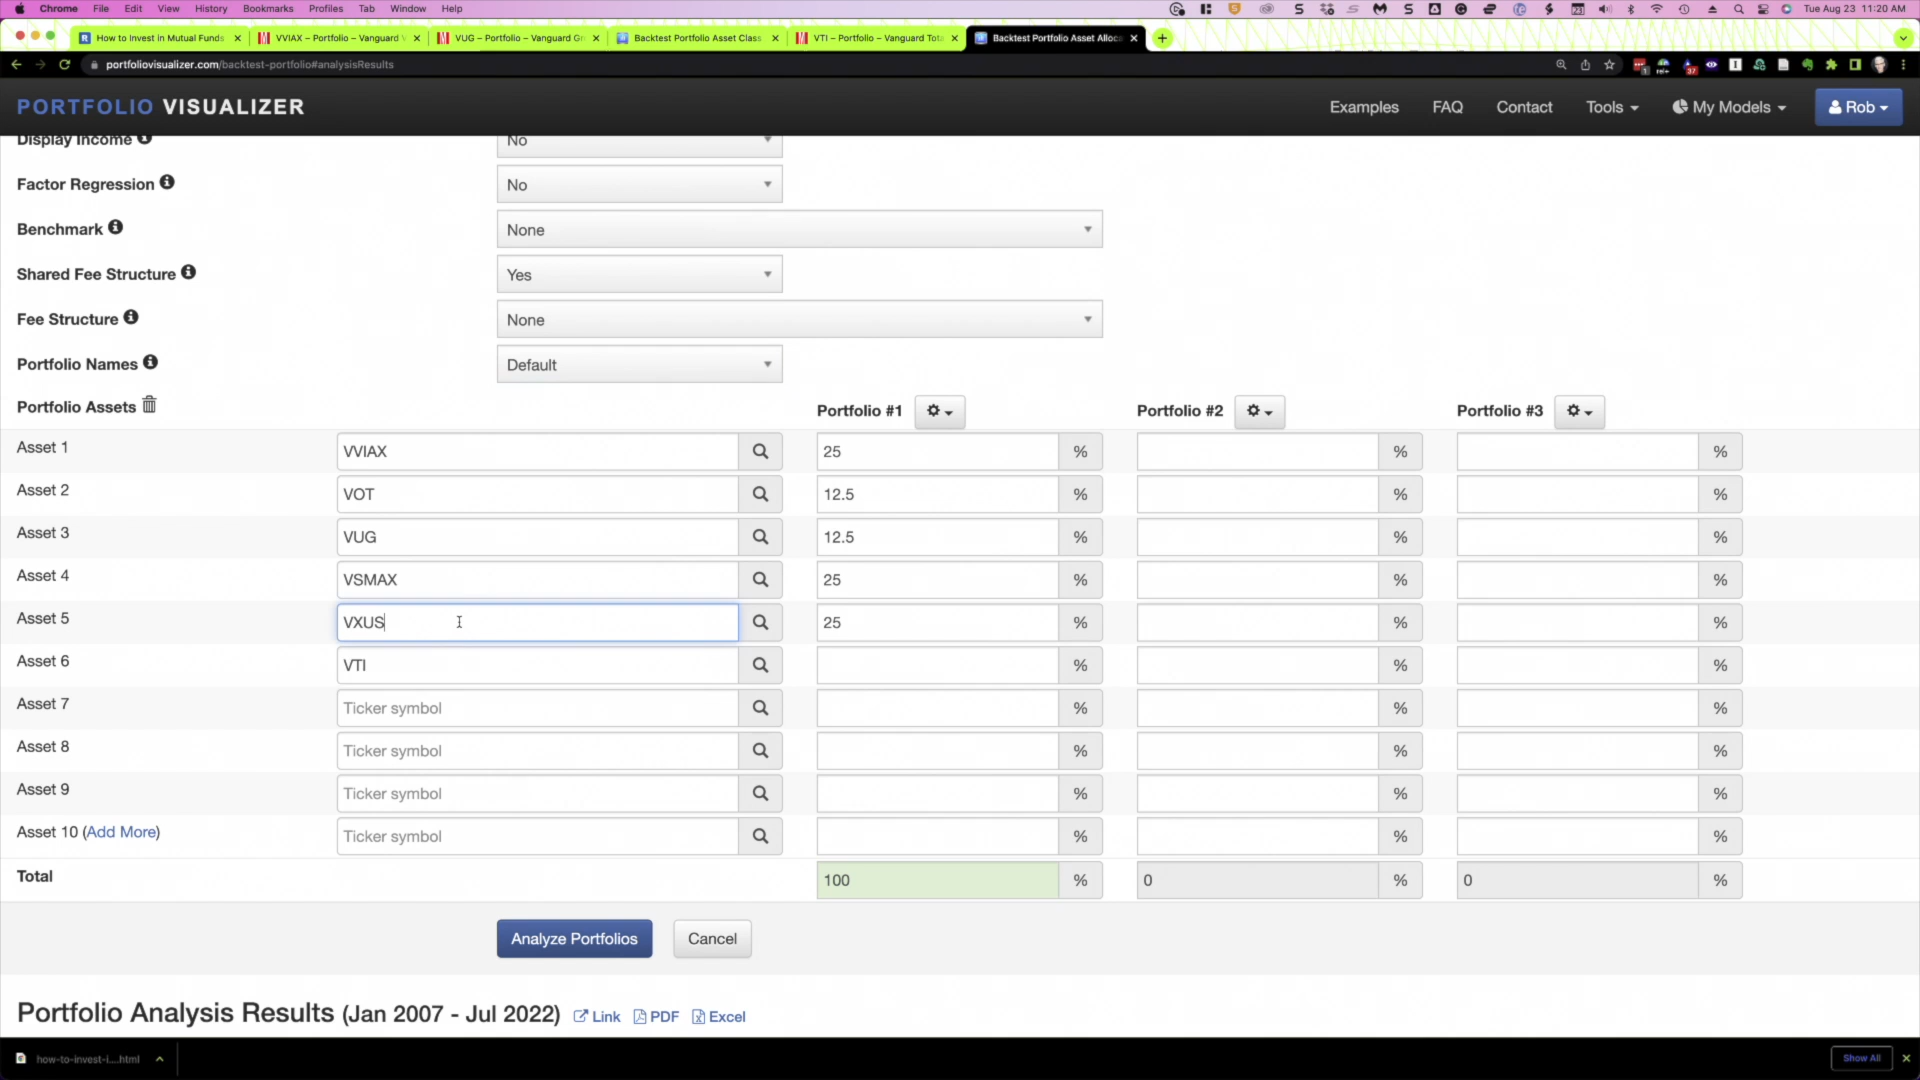 Chrome File Edit View History Bookmarks Profiles Tab Window Help Tue Aug 23 11:20 AM
How to Invest in Mutual Funds VVIAX – Portfolio – Vanguard V VUG – Portfolio – Vanguard Gr Backtest Portfolio Asset Class VTI – Portfolio – Vanguard Tota Backtest Portfolio Asset Alloca
portfoliovisualizer.com/backtest-portfolio#analysisResults
PORTFOLIO VISUALIZER Examples FAQ Contact Tools My Models Rob
Display Income No
Factor Regression No
Benchmark None
Shared Fee Structure Yes
Fee Structure None
Portfolio Names Default
Portfolio Assets Portfolio #1 Portfolio #2 Portfolio #3
Asset 1 VVIAX 25 % % %
Asset 2 VOT 12.5 % % %
Asset 3 VUG 12.5 % % %
Asset 4 VSMAX 25 % % %
Asset 5 VXUS 25 % % %
Asset 6 VTI % % %
Asset 7 Ticker symbol % % %
Asset 8 Ticker symbol % % %
Asset 9 Ticker symbol % % %
Asset 10 (Add More) Ticker symbol % % %
Total 100 % 0 % 0 %
Analyze Portfolios Cancel
Portfolio Analysis Results (Jan 2007 - Jul 2022) Link PDF Excel
how-to-invest-i....html Show All